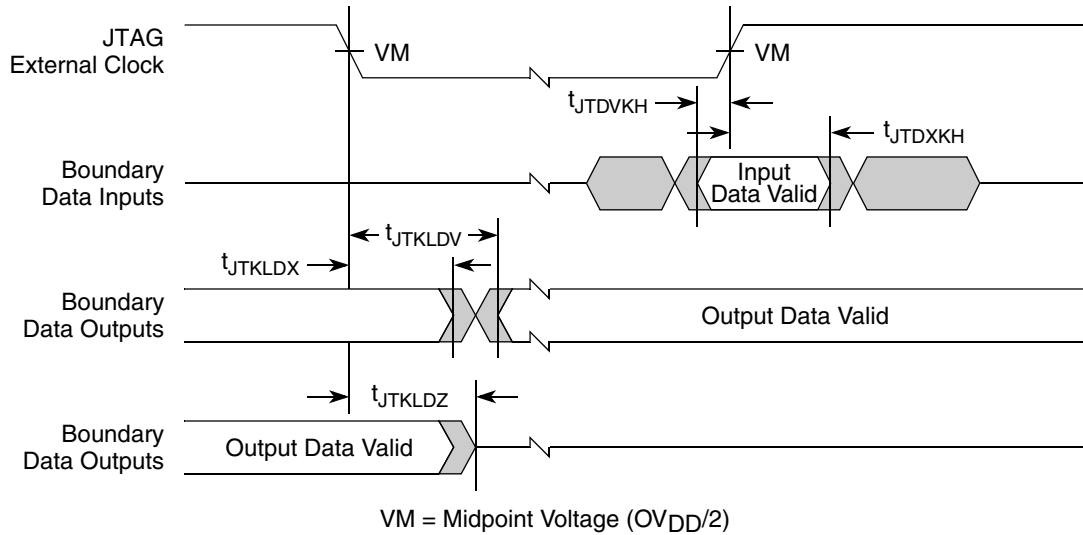 JTAG
External Clock
VM
VM
tJTDVKH
tJTDXKH
Boundary
Data Inputs
Input
Data Valid
tJTKLDV
tJTKLDX
Boundary
Data Outputs
Output Data Valid
tJTKLDZ
Boundary
Data Outputs
Output Data Valid
VM = Midpoint Voltage (OVDD/2)